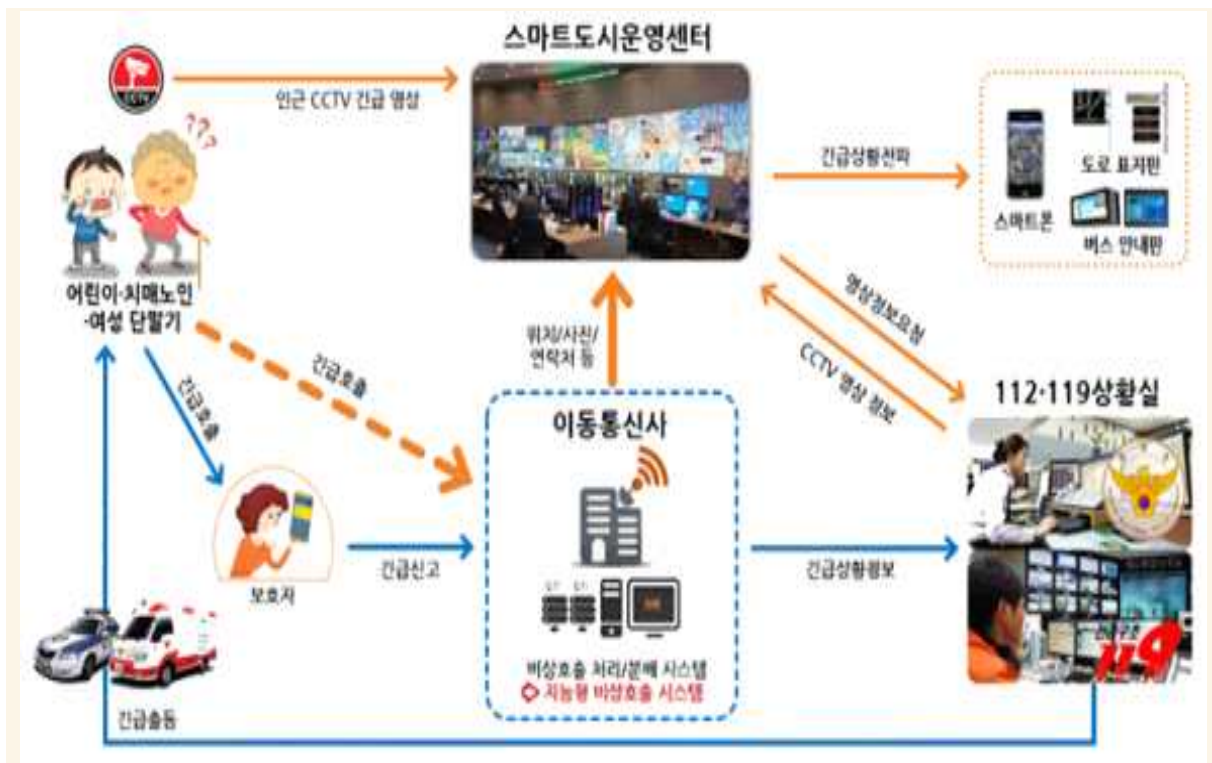 스마트도시운영센터
CCTV
인근 CCTV 긴급 영상
???
긴급상황전파
스마트폰
도로 표지판
버스 안내판
어린이·치매노인
·여성 단말기
위치/사진/
연락처 등
영상정보요청
CCTV 영상 정보
긴급호출
긴급호출
이동통신사
112·119상황실
보호자
긴급신고
긴급상황정보
비상호출 처리/분배 시스템
지능형 비상호출 시스템
119
긴급출동